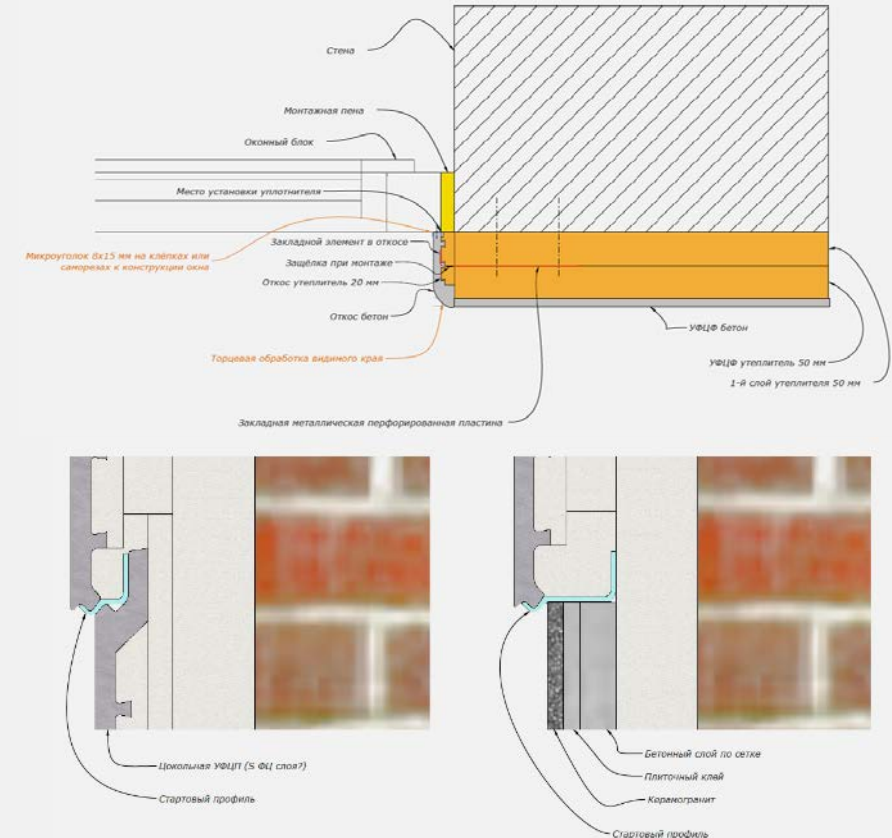 Стена
Монтажная пена
Оконный блок
Место установки уплотнителя
Закладной элемент в откосе
Микроуголок 8х15 мм на клёпках или
саморезах к конструкции окна
Защёлка при монтаже
Откос утеплитель 20 мм
Откос бетон
УФЦФ бетон
Торцевая обработка видимого края
УФЦФ утеплитель 50 мм
1-й слой утеплителя 50 мм
Закладная металлическая перфорированная пластина
Цокольная УФЦП (S ФЦ слоя?)
Стартовый профиль
Бетонный слой по сетке
Плиточный клей
Керамогранит
Стартовый профиль